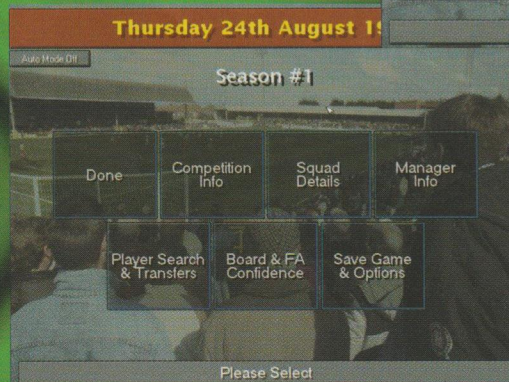 Thursday 24th August 19
Auto Mode Off
Season #1
Done
Competition
Info
Squad
Details
Manager
Info
Player Search
& Transfers
Board & FA
Confidence
Save Game
& Options
Please Select